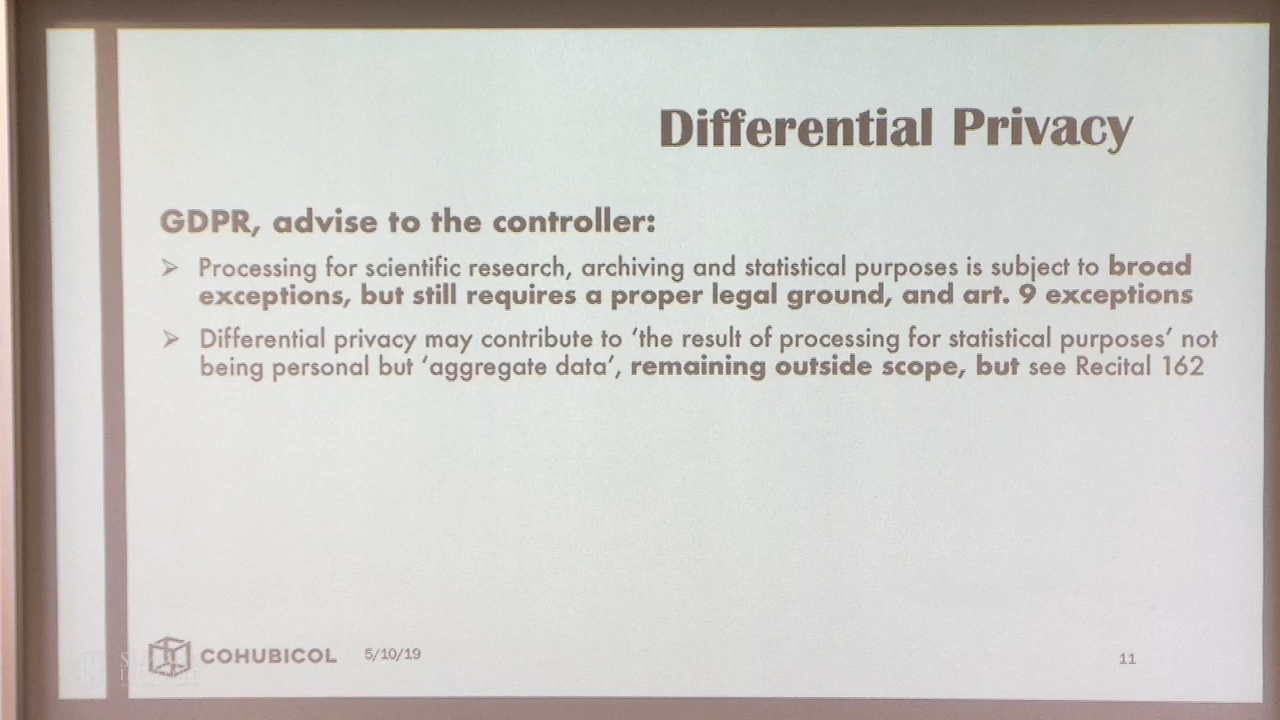 Differential Privacy
GDPR, advise to the controller:
➢ Processing for scientific research, archiving and statistical purposes is subject to broad
exceptions, but still requires a proper legal ground, and art. 9 exceptions
➢ Differential privacy may contribute to ‘the result of processing for statistical purposes’ not
being personal but ‘aggregate data’, remaining outside scope, but see Recital 162
COHUBICOL 5/10/19 11